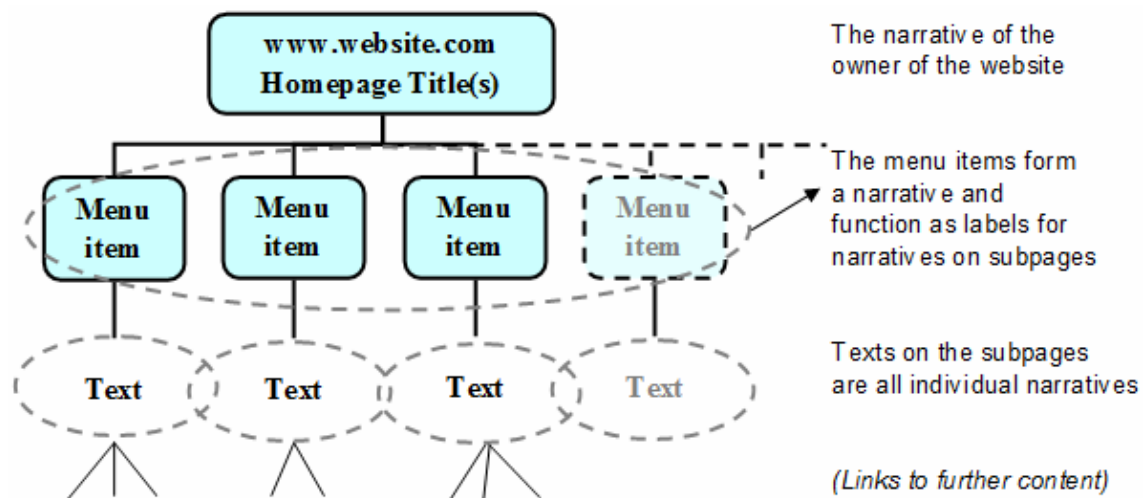 www.website.com
Homepage Title(s)
The narrative of the
owner of the website
Menu
item
Menu
item
Menu
item
Menu
item
The menu items form
a narrative and
function as labels for
narratives on subpages
Text
Text
Text
Text
Texts on the subpages
are all individual narratives
(Links to further content)